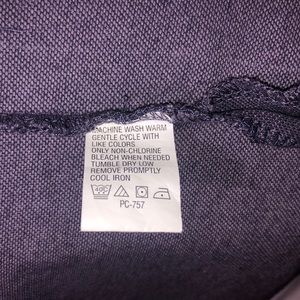 MACHINE WASH WARM
GENTLE CYCLE WITH
LIKE COLORS
ONLY NON-CHLORINE
BLEACH WHEN NEEDED
TUMBLE DRY LOW
REMOVE PROMPTLY
COOL IRON
40C
PC-757